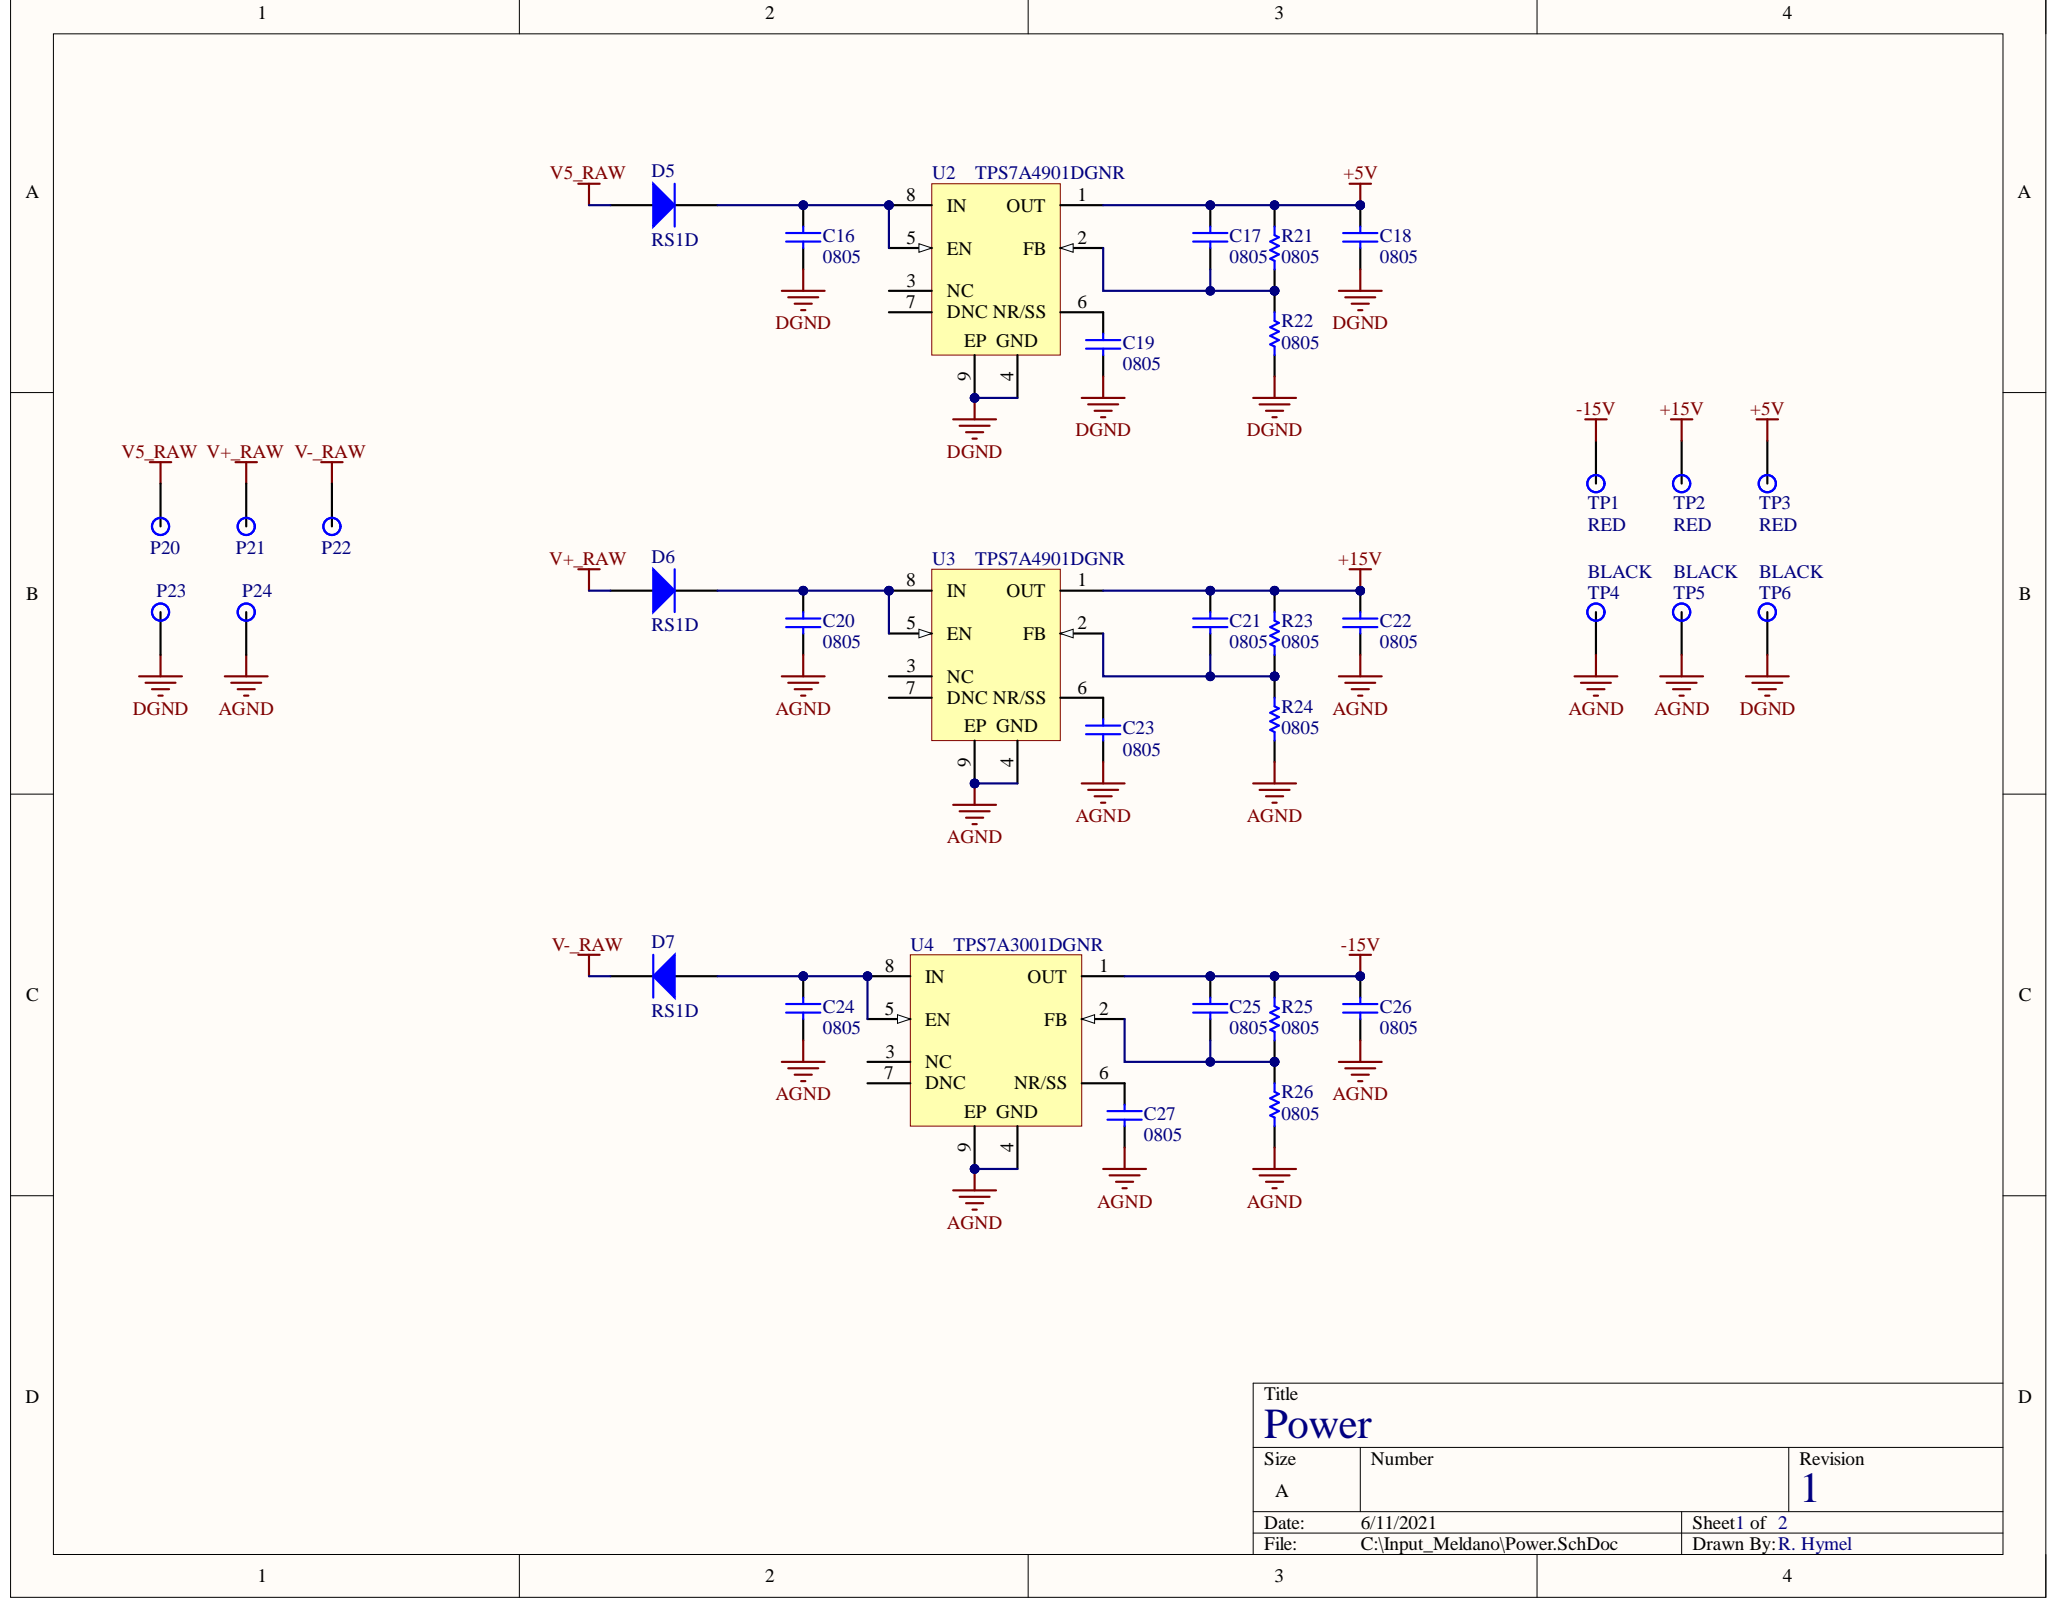 1 2 3 4
A A
V5_RAW D5 U2 TPS7A4901DGNR +5V
RS1D
8 IN OUT 1
5 EN FB 2
3 NC
7 DNC NR/SS 6
EP GND
9 4
C16
0805
C17
0805
R21
0805
C18
0805
DGND
R22
0805
DGND
C19
0805
DGND DGND DGND
V5_RAW V+_RAW V-_RAW
P20 P21 P22
P23 P24
DGND AGND
B B
-15V +15V +5V
TP1 TP2 TP3
RED RED RED
BLACK BLACK BLACK
TP4 TP5 TP6
AGND AGND DGND
V+_RAW D6 U3 TPS7A4901DGNR +15V
RS1D
8 IN OUT 1
5 EN FB 2
3 NC
7 DNC NR/SS 6
EP GND
9 4
C20
0805
C21
0805
R23
0805
C22
0805
AGND
R24
0805
AGND
C23
0805
AGND AGND AGND
V-_RAW D7 U4 TPS7A3001DGNR -15V
RS1D
8 IN OUT 1
5 EN FB 2
3 NC
7 DNC NR/SS 6
EP GND
9 4
C C
C24
0805
C25
0805
R25
0805
C26
0805
AGND
R26
0805
AGND
C27
0805
AGND AGND AGND
D D
Title
Power
Size Number Revision
A 1
Date: 6/11/2021 Sheet1 of 2
File: C:\Input_Meldano\Power.SchDoc Drawn By: R. Hymel
1 2 3 4